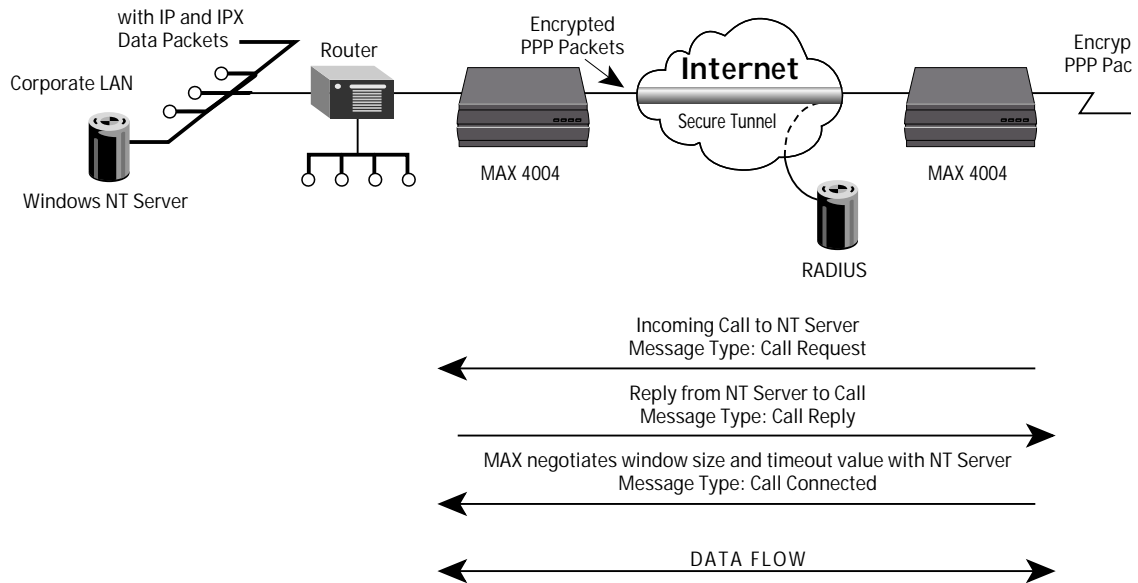 with IP and IPX
Data Packets
Corporate LAN
Windows NT Server
Router
MAX 4004
Encrypted
PPP Packets
Internet
Secure Tunnel
RADIUS
MAX 4004
Encryp
PPP Pac
Incoming Call to NT Server
Message Type: Call Request
Reply from NT Server to Call
Message Type: Call Reply
MAX negotiates window size and timeout value with NT Server
Message Type: Call Connected
DATA FLOW